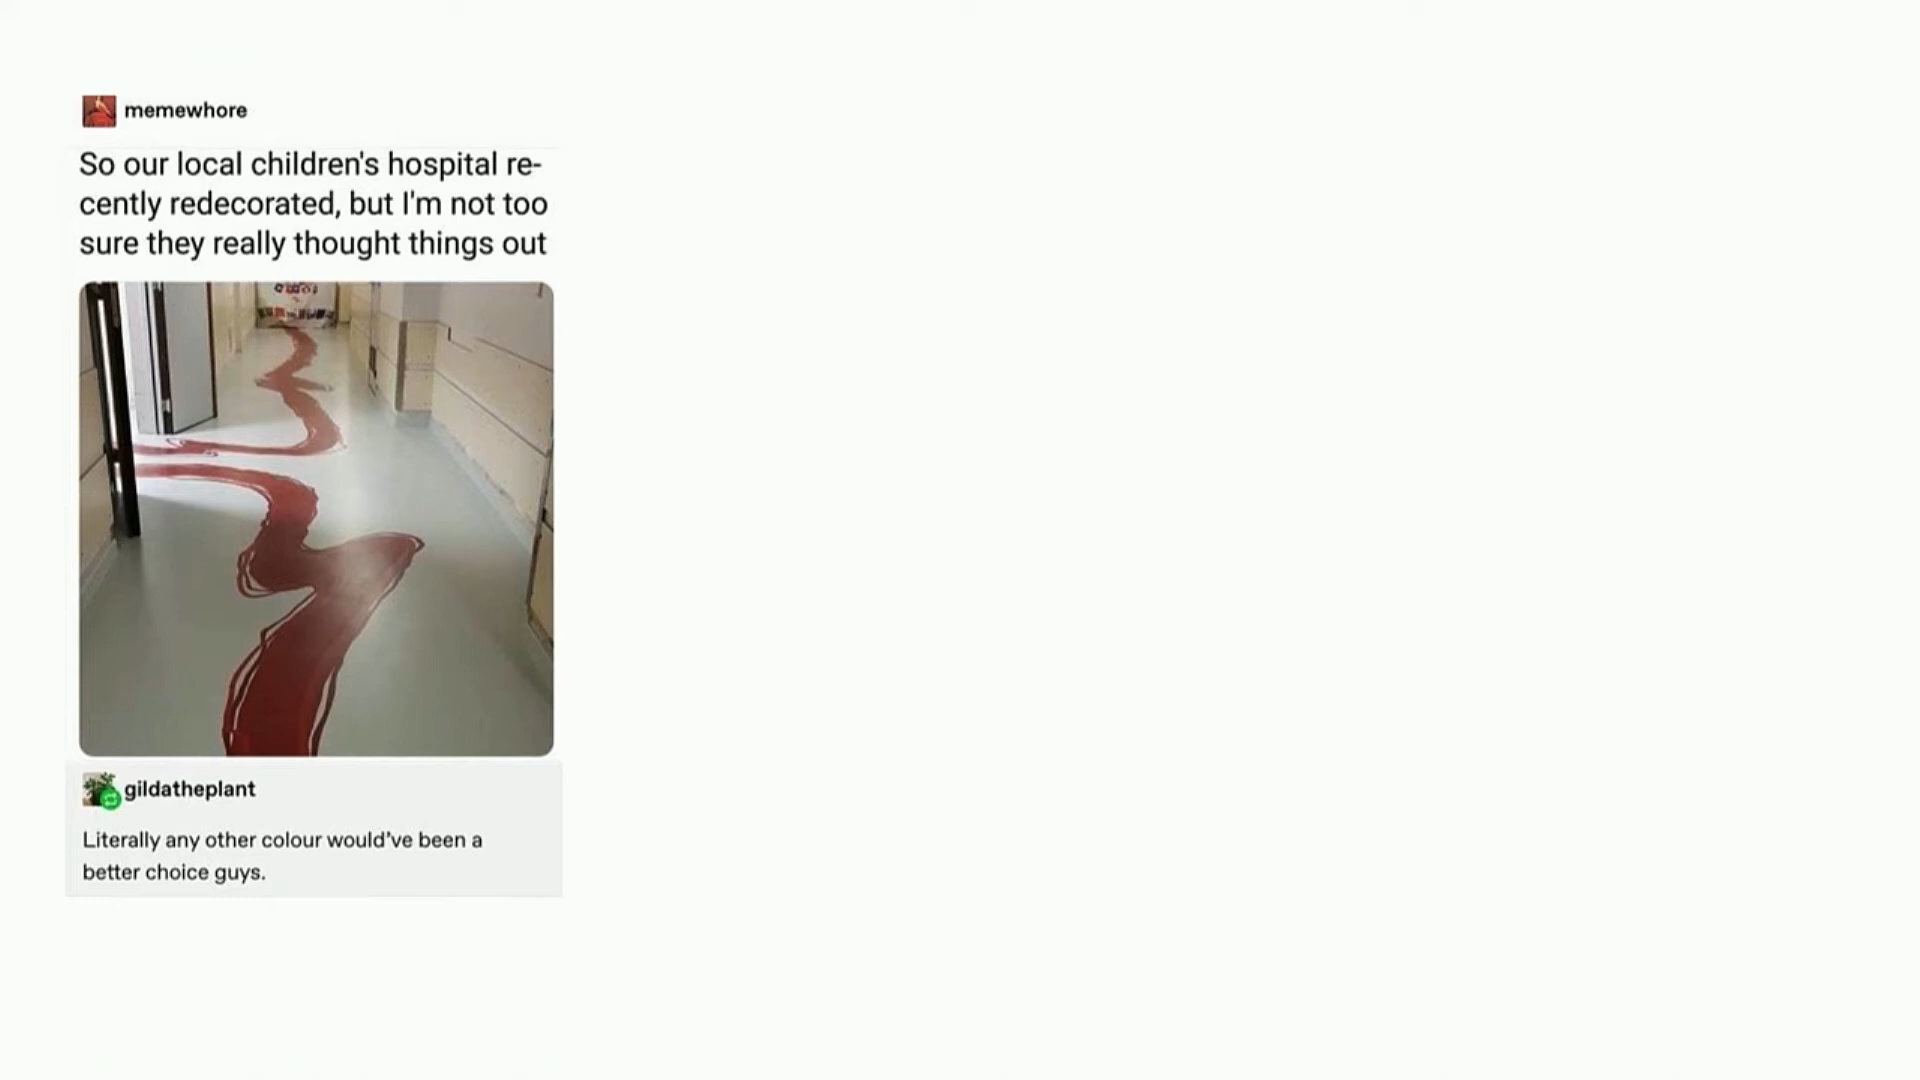 memewhore
So our local children's hospital re-
cently redecorated, but I'm not too
sure they really thought things out
gildatheplant
Literally any other colour would’ve been a
better choice guys.